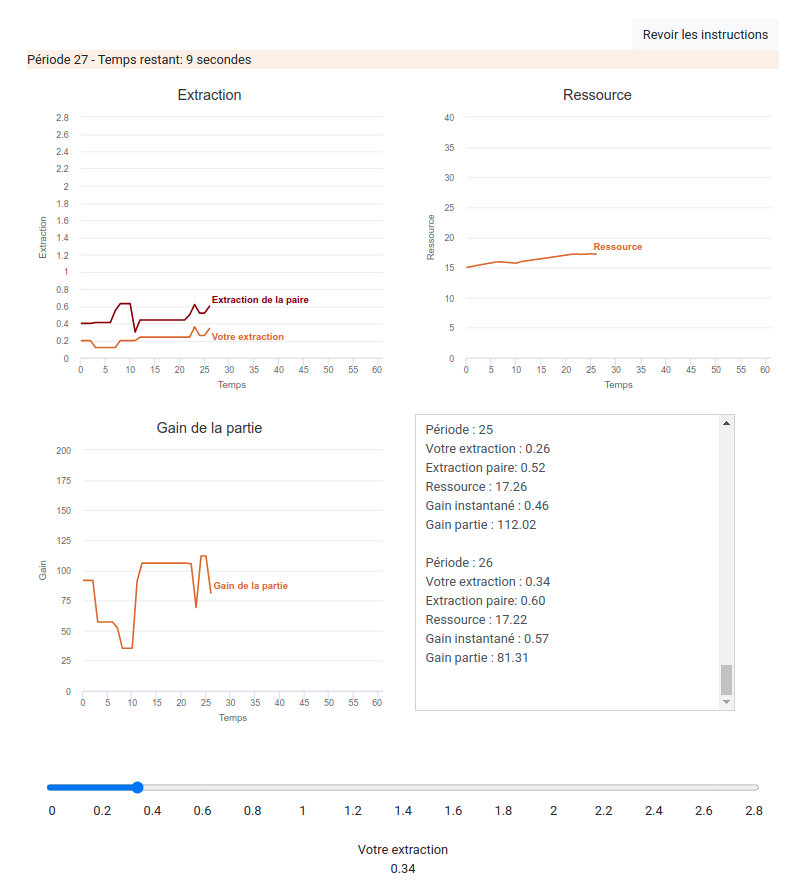 Revoir les instructions
Période 27 - Temps restant: 9 secondes
Extraction
2.8
2.6
2.4
2.2
2
1.8
1.6
1.4
1.2
1
0.8
0.6
0.4
0.2
0
Extraction
Extraction de la paire
Votre extraction
0 5 10 15 20 25 30 35 40 45 50 55 60
Temps
Ressource
40
35
30
25
20
15
10
5
0
Ressource
Ressource
0 5 10 15 20 25 30 35 40 45 50 55 60
Temps
Gain de la partie
200
175
150
125
100
75
50
25
0
Gain
Gain de la partie
0 5 10 15 20 25 30 35 40 45 50 55 60
Temps
Période : 25
Votre extraction : 0.26
Extraction paire: 0.52
Ressource : 17.26
Gain instantané : 0.46
Gain partie : 112.02
Période : 26
Votre extraction : 0.34
Extraction paire: 0.60
Ressource : 17.22
Gain instantané : 0.57
Gain partie : 81.31
0 0.2 0.4 0.6 0.8 1 1.2 1.4 1.6 1.8 2 2.2 2.4 2.6 2.8
Votre extraction
0.34